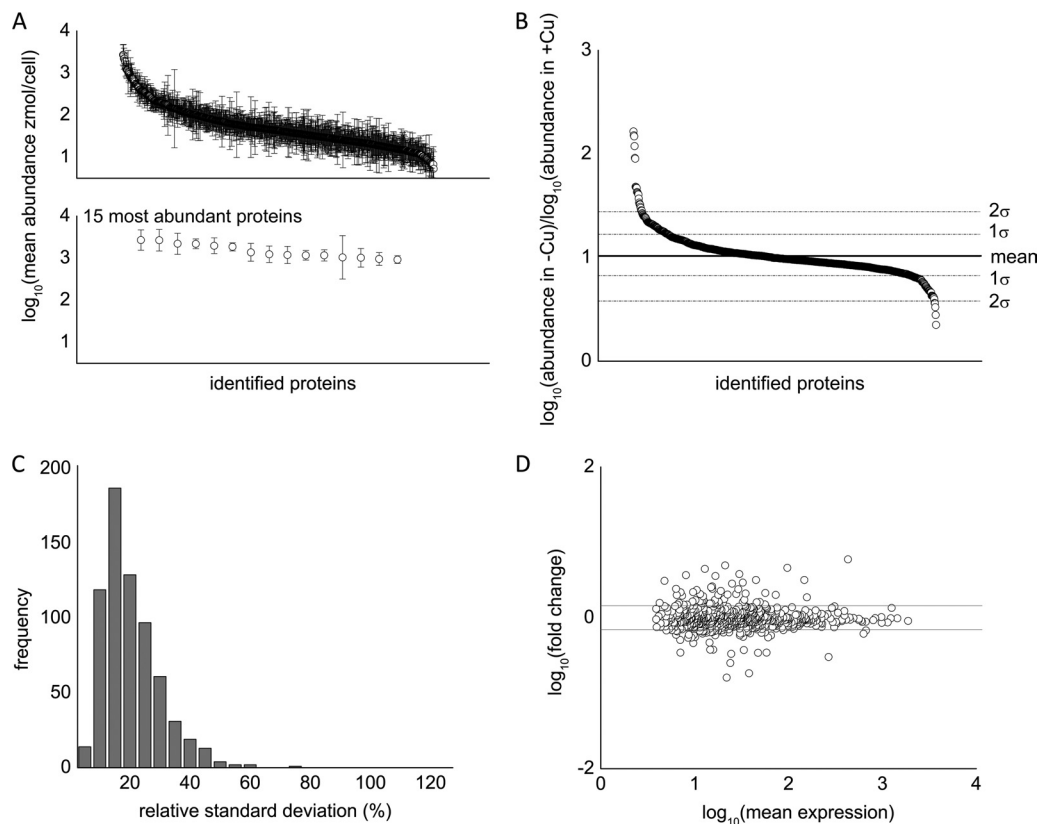 A
log10(mean abundance zmol/cell)
4
3
2
1
15 most abundant proteins
4
3
2
1
identified proteins
B
log10(abundance in -Cu)/log10(abundance in +Cu)
3
2
1
0
2σ
1σ
mean
1σ
2σ
identified proteins
C
frequency
200
150
100
50
0
20 40 60 80 100 120
relative standard deviation (%)
D
log10(fold change)
2
0
-2
0 1 2 3 4
log10(mean expression)